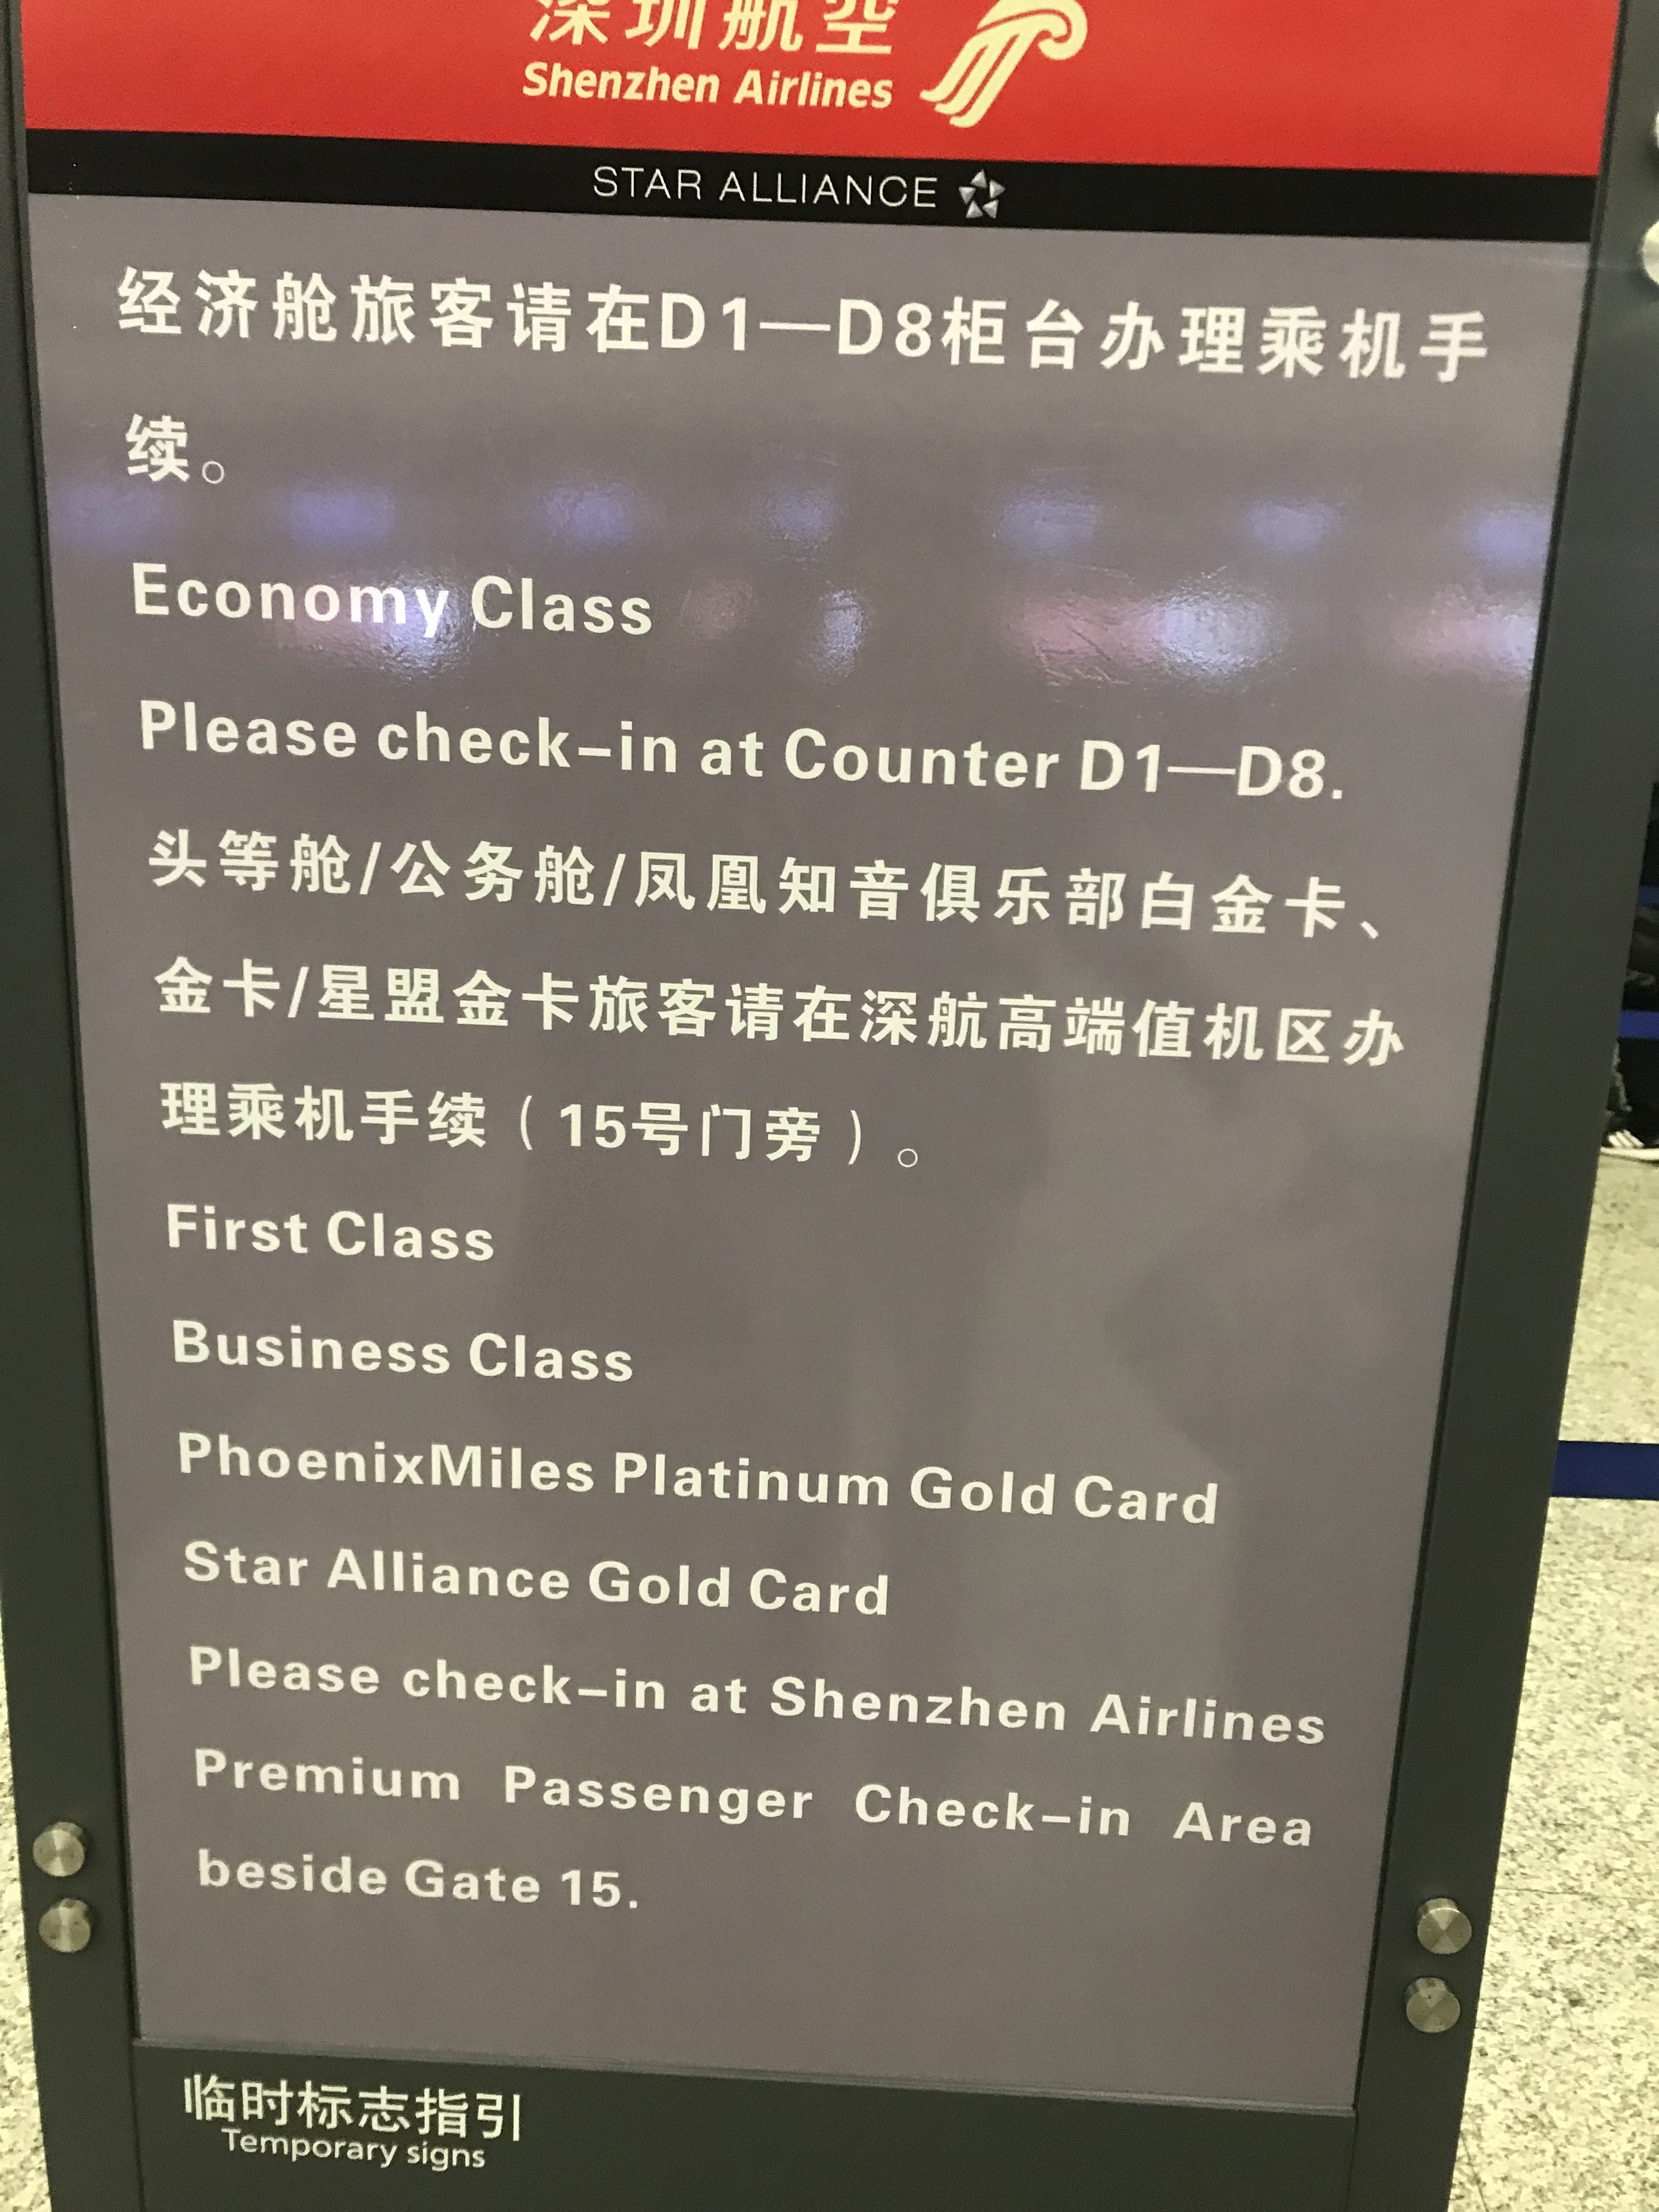 深圳航空
Shenzhen Airlines
STAR ALLIANCE
经济舱旅客请在D1—D8柜台办理乘机手
续。
Economy Class
Please check-in at Counter D1—D8.
头等舱/公务舱/凤凰知音俱乐部白金卡、
金卡/星盟金卡旅客请在深航高端值机区办
理乘机手续（15号门旁）。
First Class
Business Class
PhoenixMiles Platinum Gold Card
Star Alliance Gold Card
Please check-in at Shenzhen Airlines
Premium Passenger Check-in Area
beside Gate 15.
临时标志指引
Temporary signs